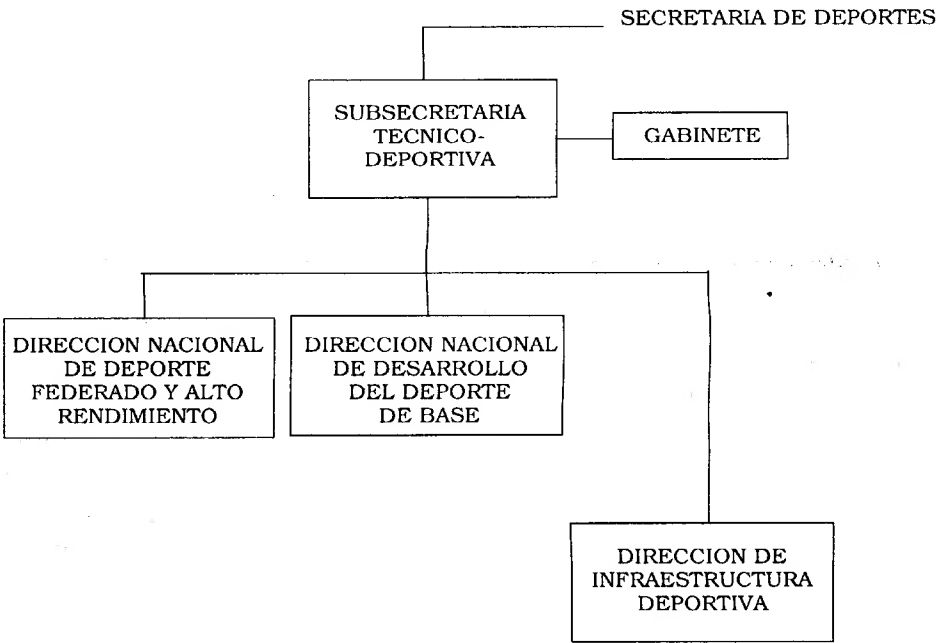 SECRETARIA DE DEPORTES
SUBSECRETARIA
TECNICO-
DEPORTIVA
GABINETE
DIRECCION NACIONAL
DE DEPORTE
FEDERADO Y ALTO
RENDIMIENTO
DIRECCION NACIONAL
DE DESARROLLO
DEL DEPORTE
DE BASE
DIRECCION DE
INFRAESTRUCTURA
DEPORTIVA